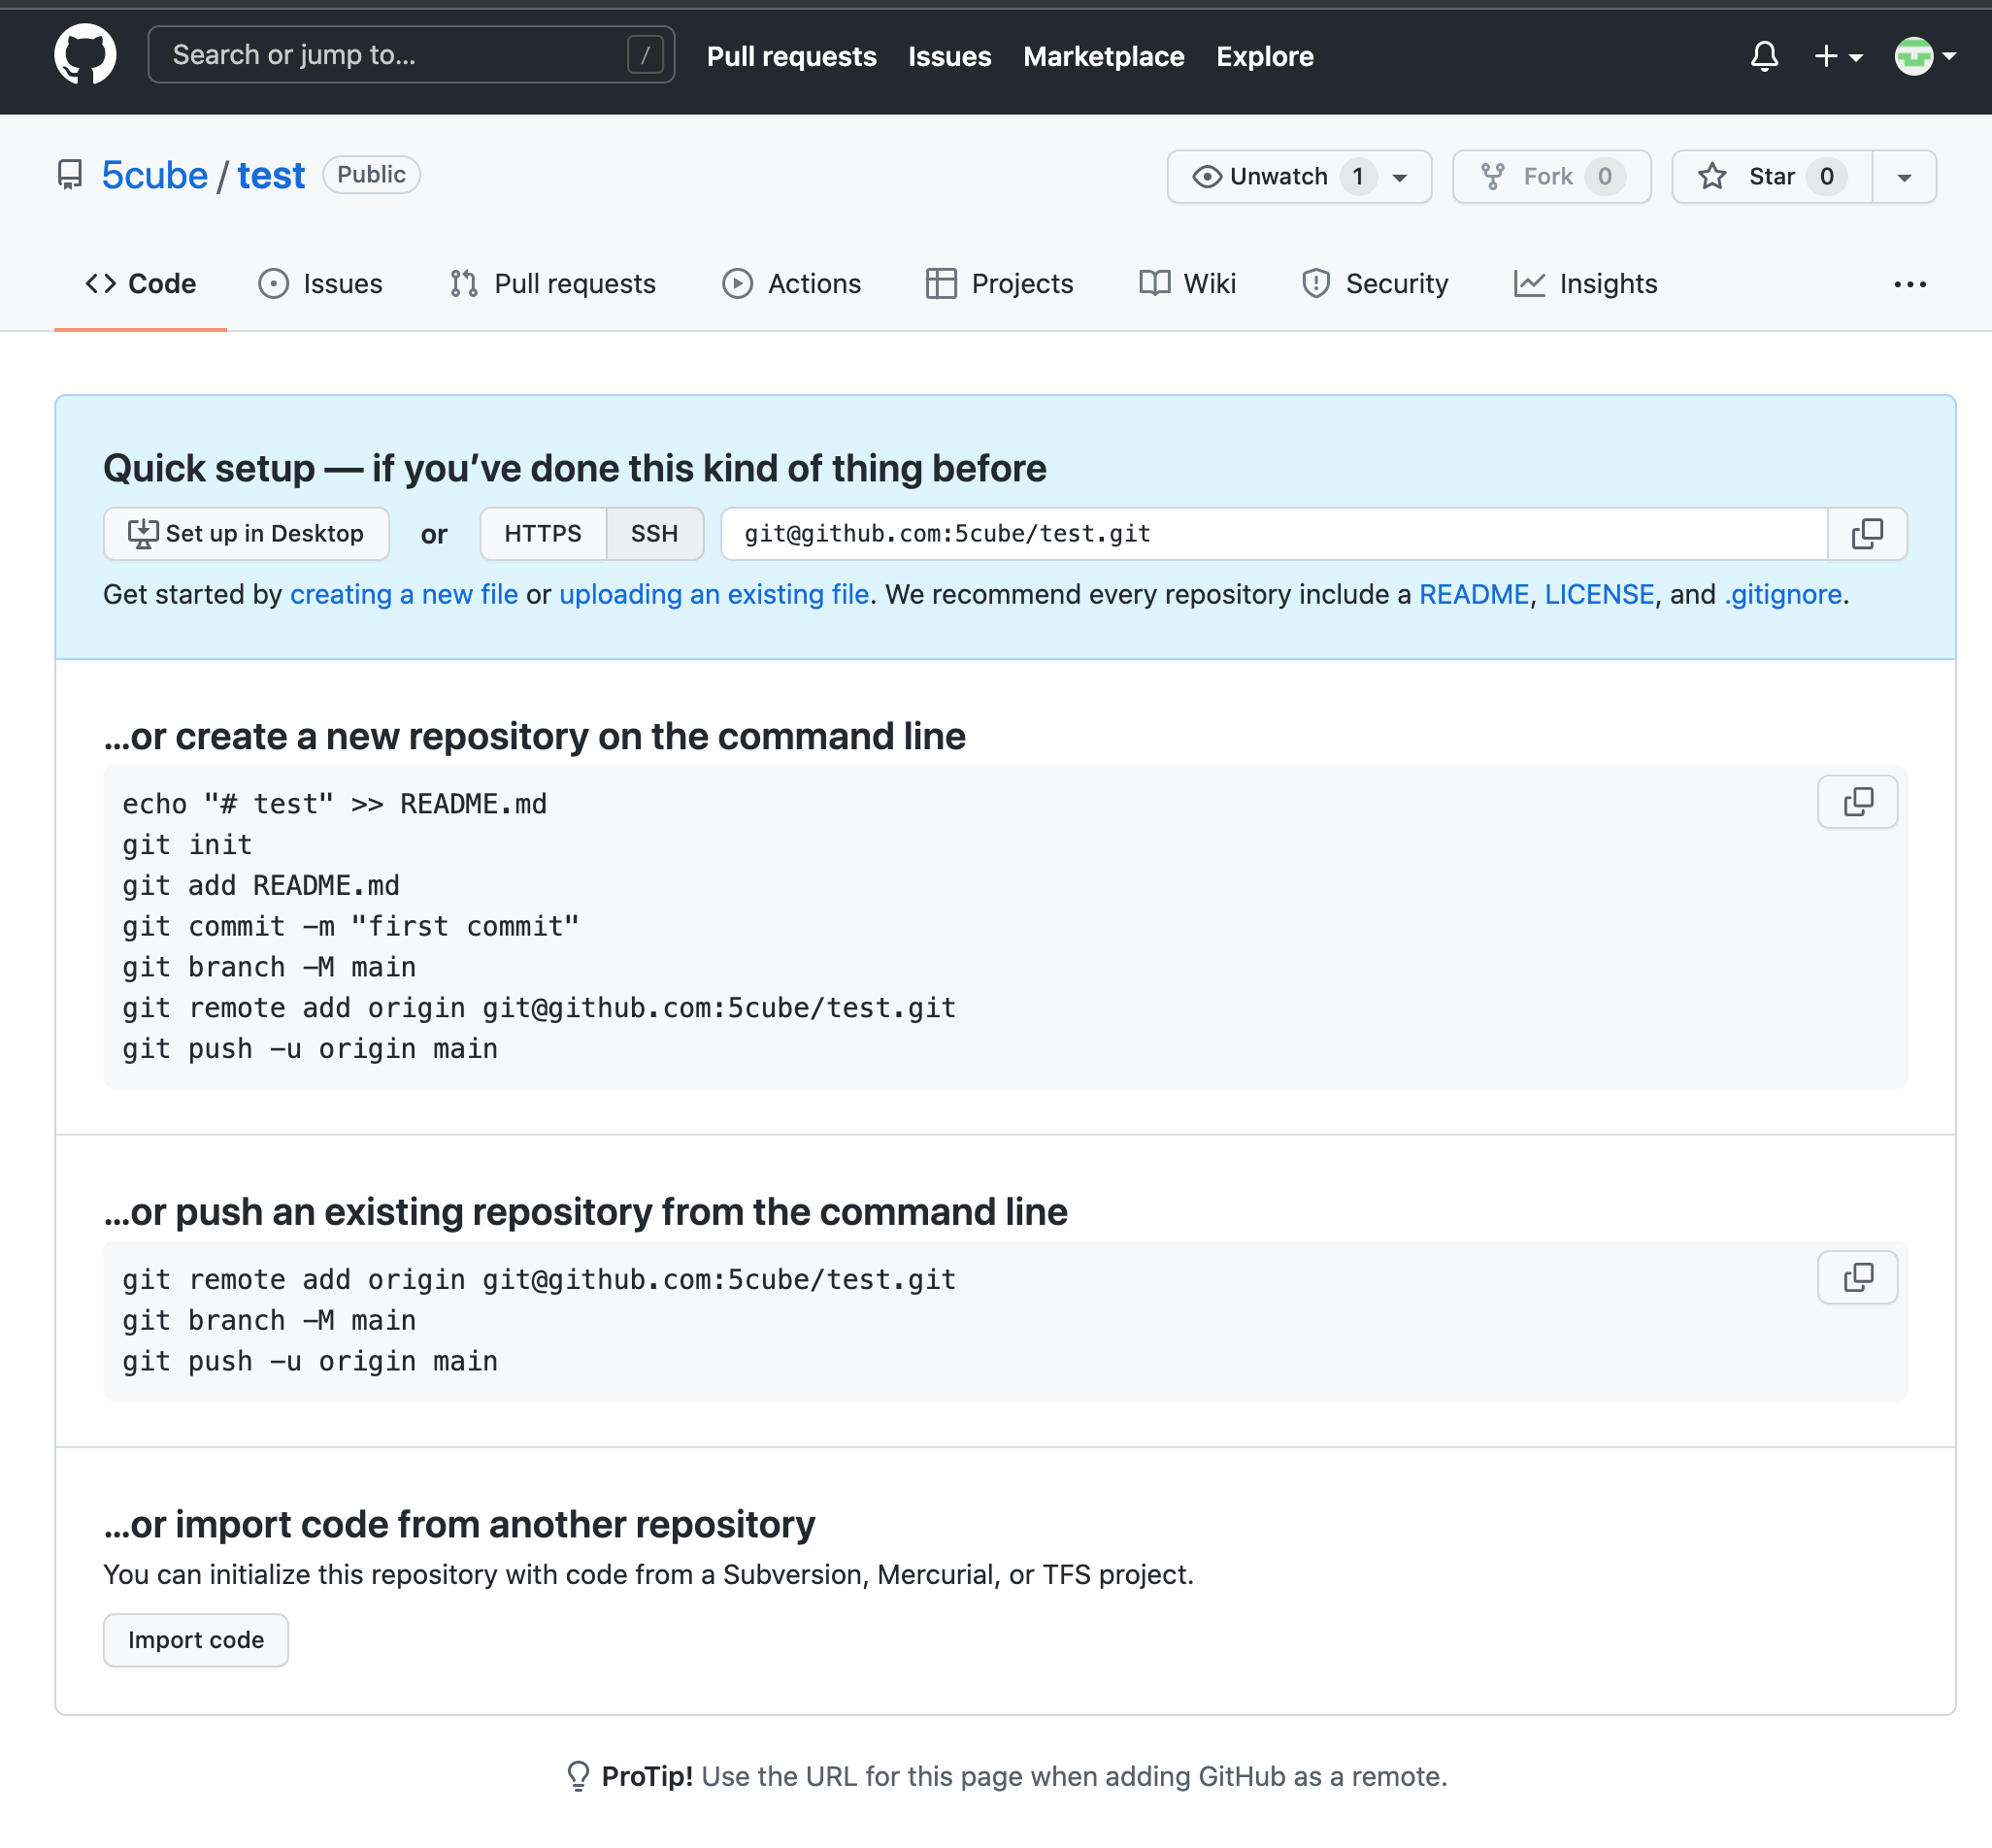 Search or jump to... /
Pull requests Issues Marketplace Explore
5cube / test Public
Unwatch 1 Fork 0 Star 0
Code Issues Pull requests Actions Projects Wiki Security Insights
Quick setup — if you’ve done this kind of thing before
Set up in Desktop or HTTPS SSH git@github.com:5cube/test.git
Get started by creating a new file or uploading an existing file. We recommend every repository include a README, LICENSE, and .gitignore.
…or create a new repository on the command line
echo "# test" >> README.md
git init
git add README.md
git commit -m "first commit"
git branch -M main
git remote add origin git@github.com:5cube/test.git
git push -u origin main
…or push an existing repository from the command line
git remote add origin git@github.com:5cube/test.git
git branch -M main
git push -u origin main
…or import code from another repository
You can initialize this repository with code from a Subversion, Mercurial, or TFS project.
Import code
ProTip! Use the URL for this page when adding GitHub as a remote.